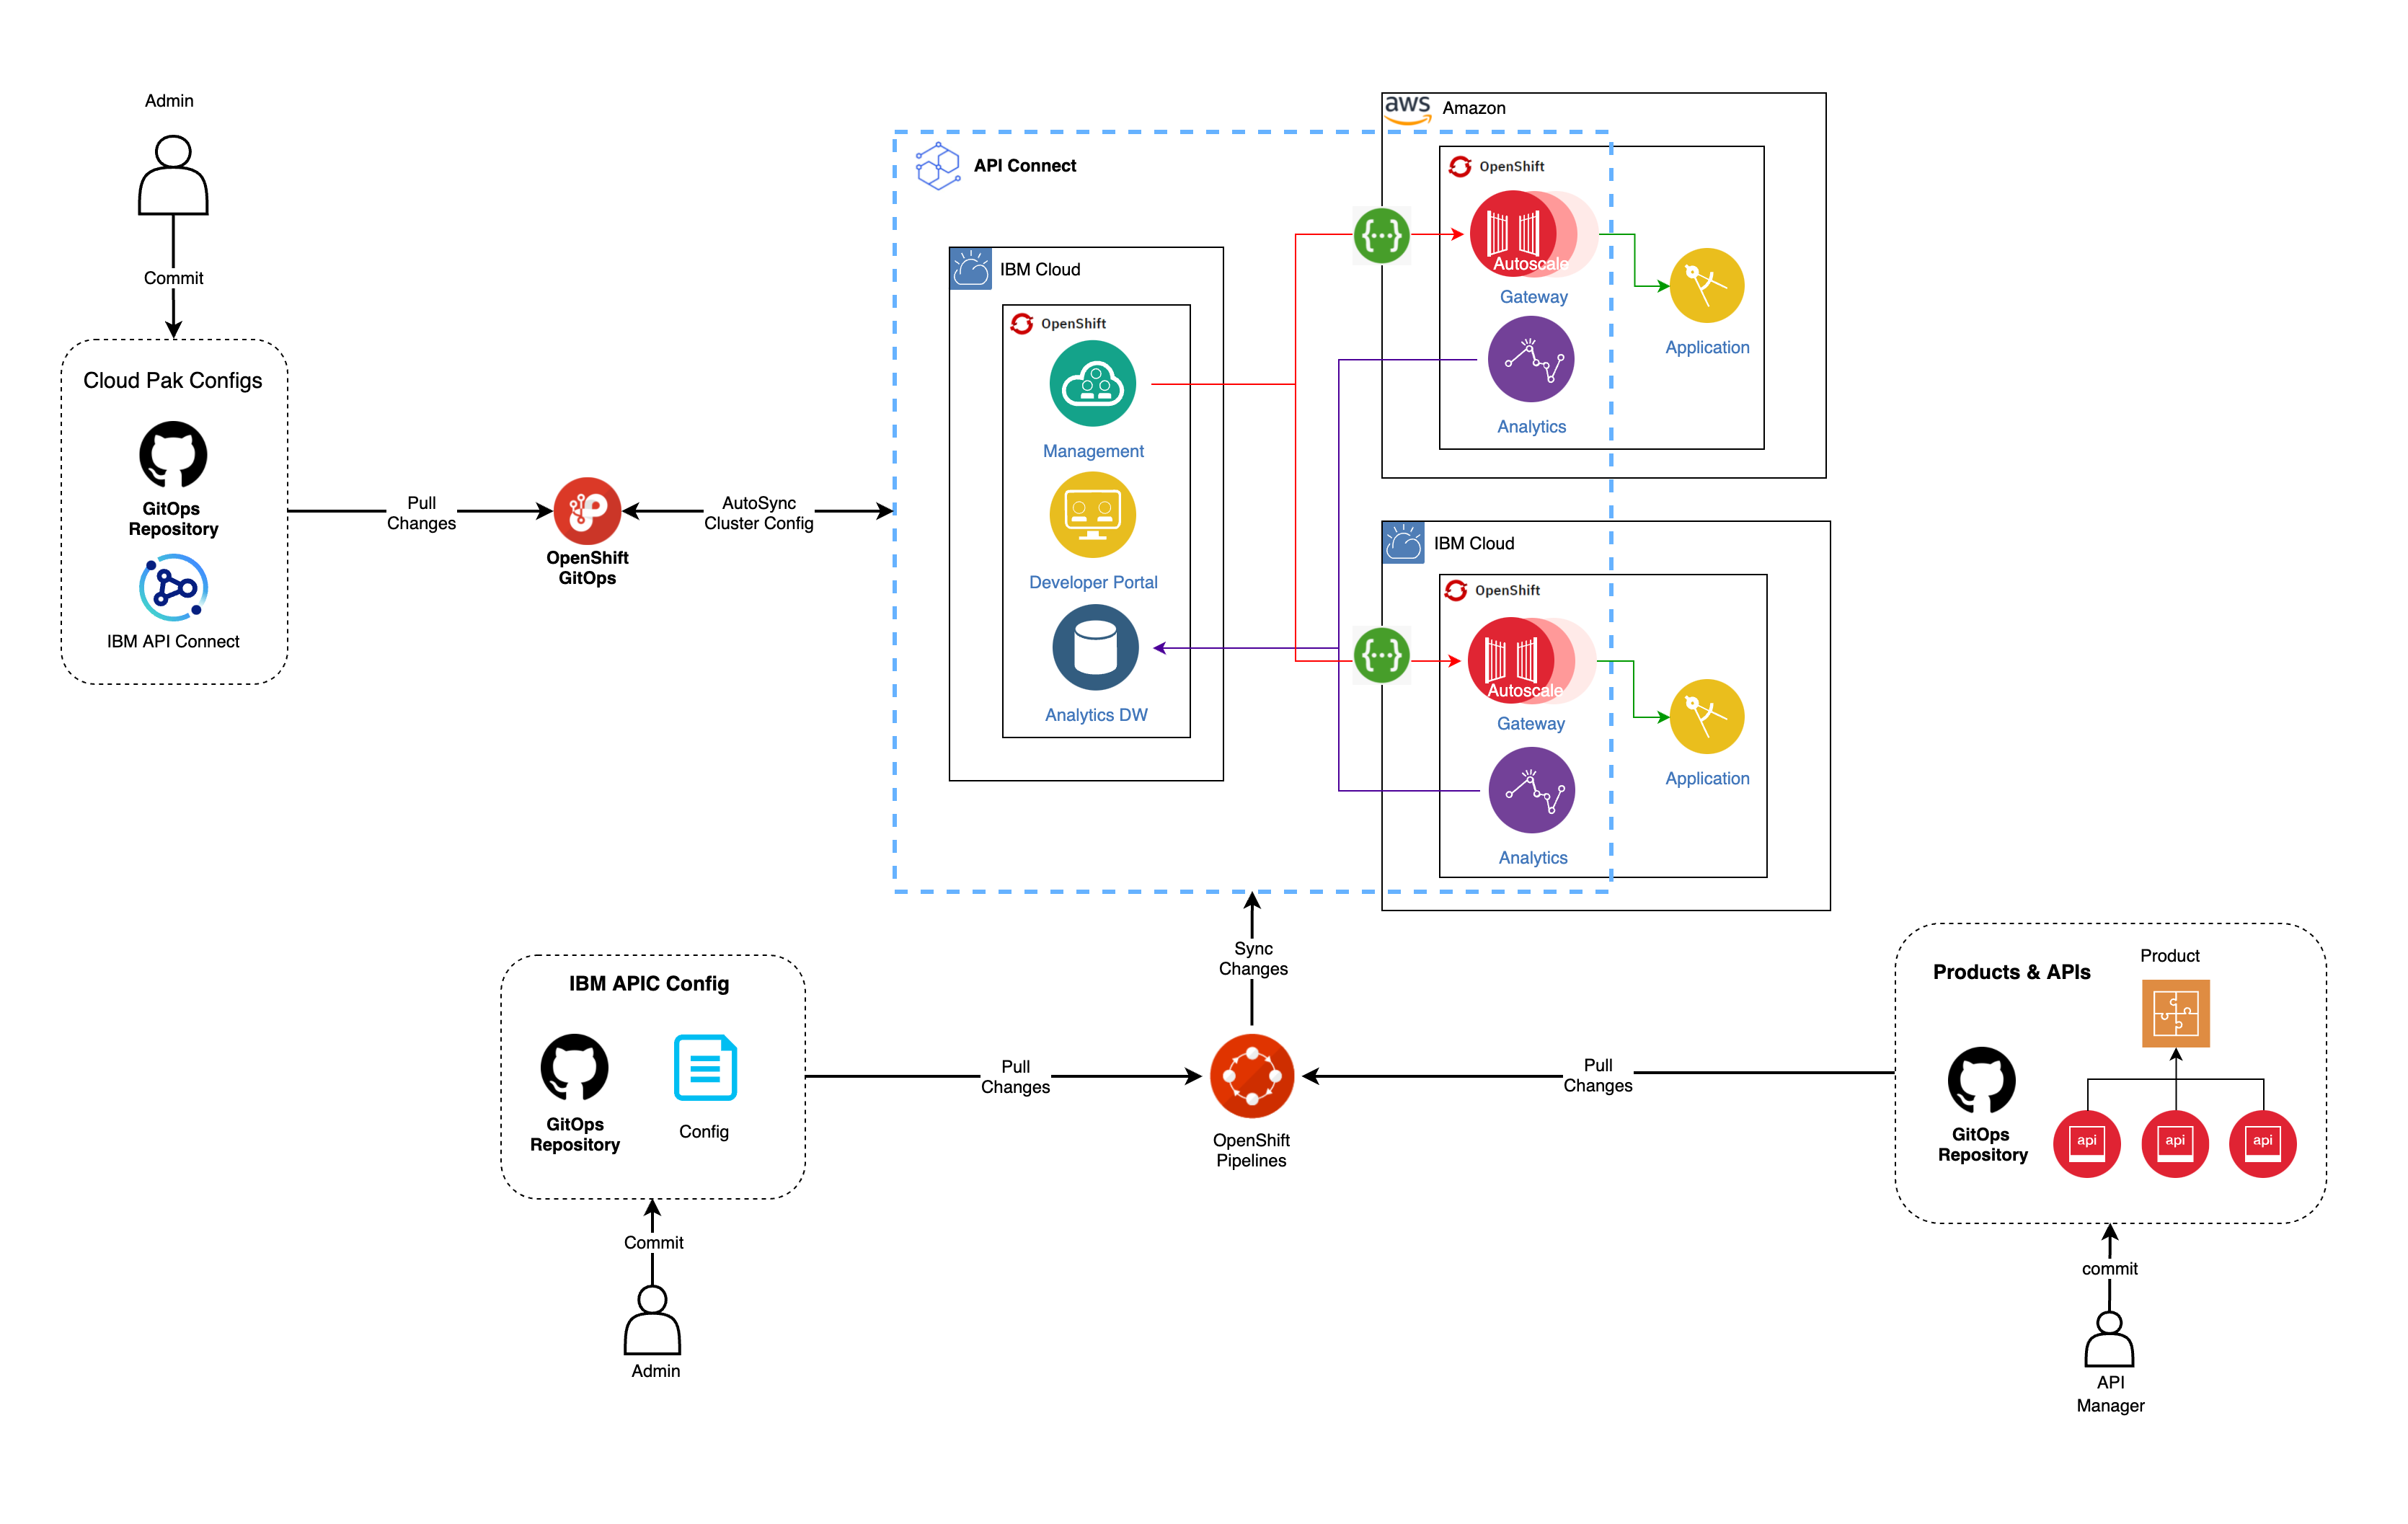 Admin
Commit
Cloud Pak Configs
GitOps
Repository
IBM API Connect
Pull
Changes
OpenShift
GitOps
AutoSync
Cluster Config
API Connect
IBM Cloud
OpenShift
Management
Developer Portal
Analytics DW
aws
Amazon
OpenShift
{...}
Autoscale
Gateway
Analytics
Application
IBM Cloud
OpenShift
{...}
Autoscale
Gateway
Analytics
Application
Sync
Changes
IBM APIC Config
GitOps
Repository
Config
Commit
Admin
Pull
Changes
OpenShift
Pipelines
Pull
Changes
Products & APIs
Product
GitOps
Repository
api
api
api
commit
API
Manager